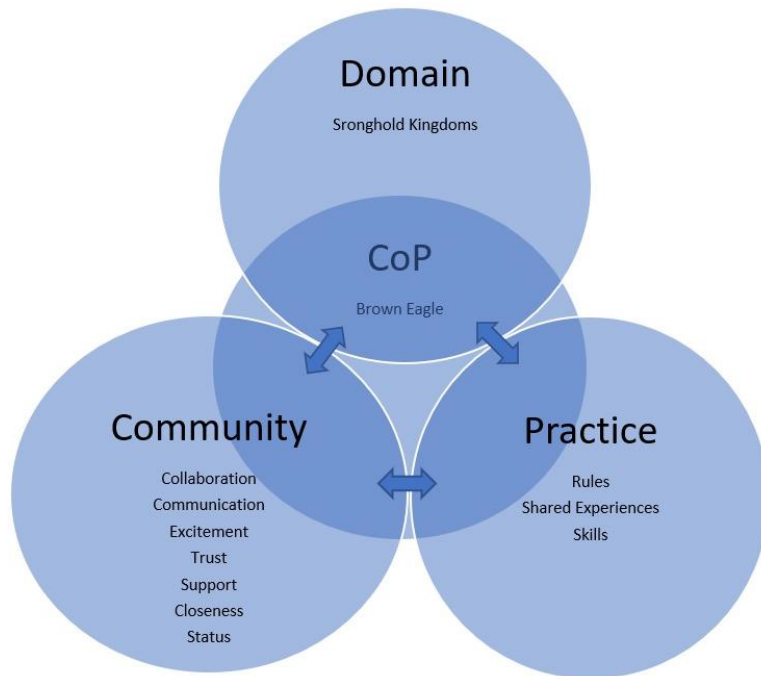 Domain
Sronghold Kingdoms
CoP
Brown Eagle
Community
Collaboration
Communication
Excitement
Trust
Support
Closeness
Status
Practice
Rules
Shared Experiences
Skills